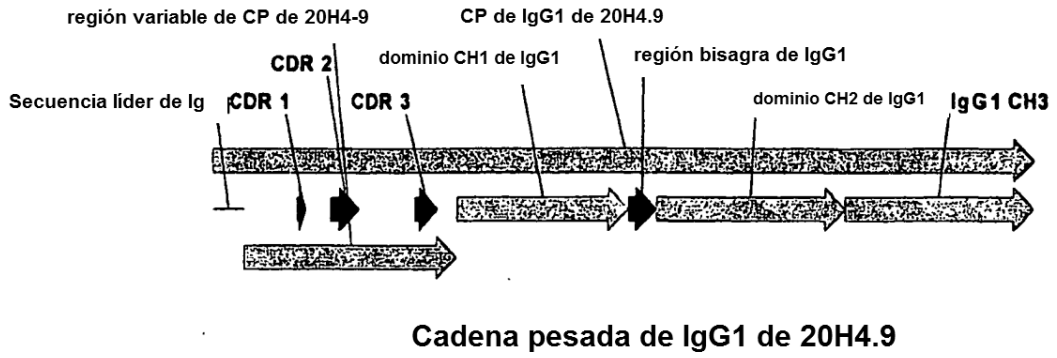 región variable de CP de 20H4-9
CP de IgG1 de 20H4.9
CDR 2
dominio CH1 de IgG1
región bisagra de IgG1
Secuencia líder de Ig
CDR 1
CDR 3
dominio CH2 de IgG1
IgG1 CH3
Cadena pesada de IgG1 de 20H4.9